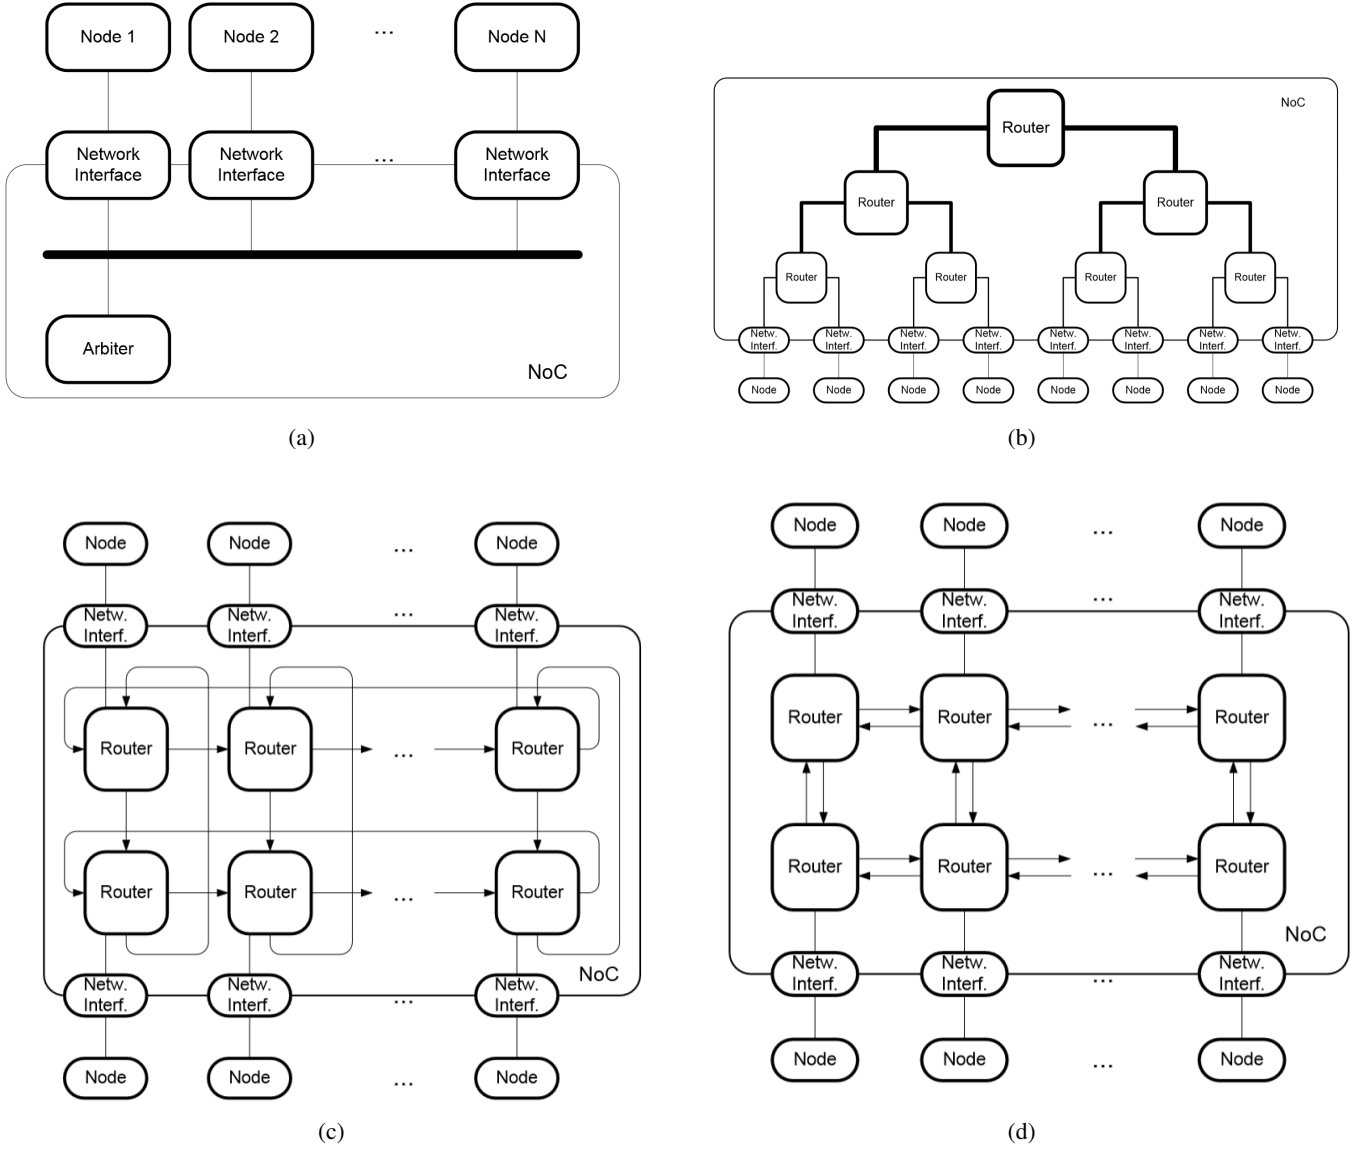 Node 1
Node 2
...
Node N
Network
Interface
Network
Interface
...
Network
Interface
Arbiter
NoC
(a)
NoC
Router
Router
Router
Router
Router
Router
Router
Netw.
Interf.
Netw.
Interf.
Netw.
Interf.
Netw.
Interf.
Netw.
Interf.
Netw.
Interf.
Netw.
Interf.
Netw.
Interf.
Node
Node
Node
Node
Node
Node
Node
Node
(b)
Node
Node
...
Node
Netw.
Interf.
Netw.
Interf.
...
Netw.
Interf.
Router
Router
...
Router
Router
Router
...
Router
NoC
Netw.
Interf.
Netw.
Interf.
...
Netw.
Interf.
Node
Node
...
Node
(c)
Node
Node
...
Node
Netw.
Interf.
Netw.
Interf.
...
Netw.
Interf.
Router
Router
...
Router
Router
Router
...
Router
NoC
Netw.
Interf.
Netw.
Interf.
...
Netw.
Interf.
Node
Node
...
Node
(d)